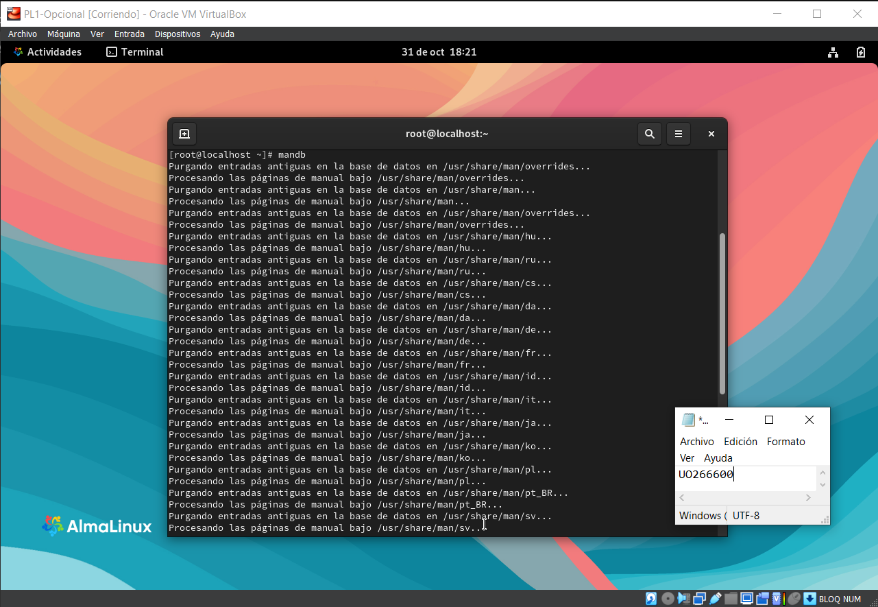 PL1-Opcional [Corriendo] - Oracle VM VirtualBox
Archivo Máquina Ver Entrada Dispositivos Ayuda
Actividades Terminal 31 de oct 18:21
root@localhost:~
[root@localhost ~]# mandb
Purgando entradas antiguas en la base de datos en /usr/share/man/overrides...
Procesando las páginas de manual bajo /usr/share/man/overrides...
Purgando entradas antiguas en la base de datos en /usr/share/man...
Procesando las páginas de manual bajo /usr/share/man...
Purgando entradas antiguas en la base de datos en /usr/share/man/overrides...
Procesando las páginas de manual bajo /usr/share/man/overrides...
Purgando entradas antiguas en la base de datos en /usr/share/man/hu...
Procesando las páginas de manual bajo /usr/share/man/hu...
Purgando entradas antiguas en la base de datos en /usr/share/man/ru...
Procesando las páginas de manual bajo /usr/share/man/ru...
Purgando entradas antiguas en la base de datos en /usr/share/man/cs...
Procesando las páginas de manual bajo /usr/share/man/cs...
Purgando entradas antiguas en la base de datos en /usr/share/man/da...
Procesando las páginas de manual bajo /usr/share/man/da...
Purgando entradas antiguas en la base de datos en /usr/share/man/de...
Procesando las páginas de manual bajo /usr/share/man/de...
Purgando entradas antiguas en la base de datos en /usr/share/man/fr...
Procesando las páginas de manual bajo /usr/share/man/fr...
Purgando entradas antiguas en la base de datos en /usr/share/man/id...
Procesando las páginas de manual bajo /usr/share/man/id...
Purgando entradas antiguas en la base de datos en /usr/share/man/it...
Procesando las páginas de manual bajo /usr/share/man/it...
Purgando entradas antiguas en la base de datos en /usr/share/man/ja...
Procesando las páginas de manual bajo /usr/share/man/ja...
Purgando entradas antiguas en la base de datos en /usr/share/man/ko...
Procesando las páginas de manual bajo /usr/share/man/ko...
Purgando entradas antiguas en la base de datos en /usr/share/man/pl...
Procesando las páginas de manual bajo /usr/share/man/pl...
Purgando entradas antiguas en la base de datos en /usr/share/man/pt_BR...
Procesando las páginas de manual bajo /usr/share/man/pt_BR...
Purgando entradas antiguas en la base de datos en /usr/share/man/sv...
Procesando las páginas de manual bajo /usr/share/man/sv...
*...
Archivo Edición Formato
Ver Ayuda
UO266600
Windows ( UTF-8
AlmaLinux
BLOQ NUM